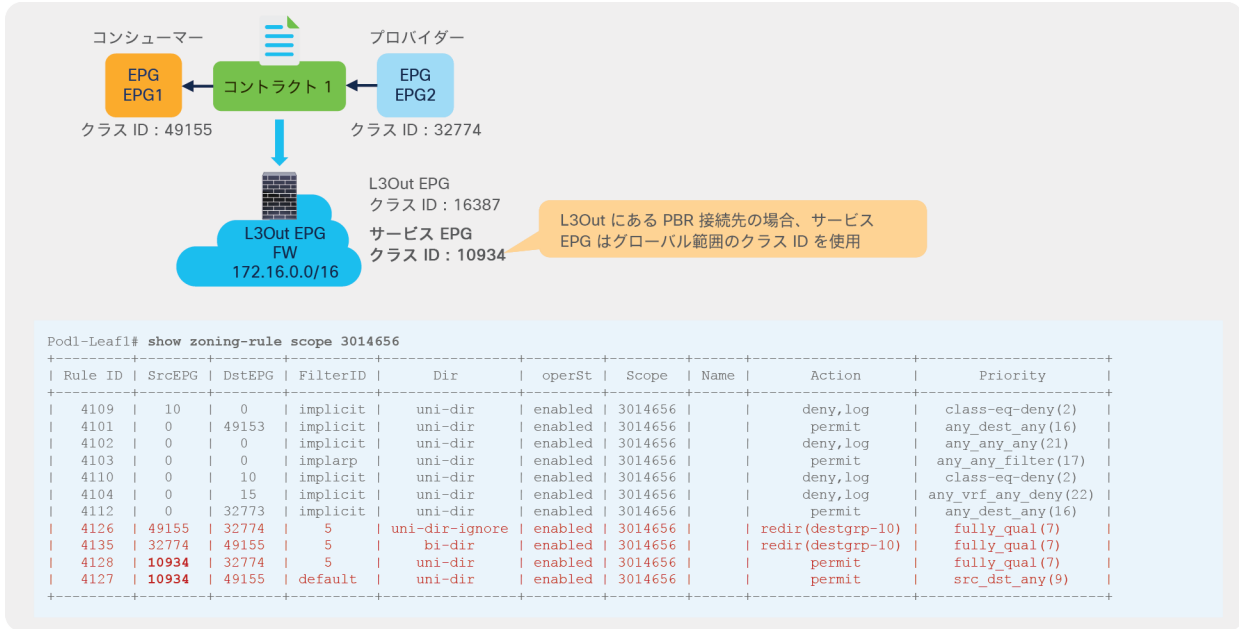 コンシューマー
プロバイダー
EPG
EPG1
コントラクト 1
EPG
EPG2
クラス ID：49155
クラス ID：32774
L3Out EPG
クラス ID：16387
サービス EPG
クラス ID：10934
L3Out EPG
FW
172.16.0.0/16
L3Out にある PBR 接続先の場合、サービス
EPG はグローバル範囲のクラス ID を使用
Pod1-Leaf1# show zoning-rule scope 3014656
+---------+--------+--------+----------+----------------+---------+---------+------+-------------------+----------------------+
| Rule ID | SrcEPG | DstEPG | FilterID | Dir | operSt | Scope | Name | Action | Priority |
+---------+--------+--------+----------+----------------+---------+---------+------+-------------------+----------------------+
| 4109 | 10 | 0 | implicit | uni-dir | enabled | 3014656 | | deny,log | class-eq-deny(2) |
| 4101 | 0 | 49153 | implicit | uni-dir | enabled | 3014656 | | permit | any_dest_any(16) |
| 4102 | 0 | 0 | implicit | uni-dir | enabled | 3014656 | | deny,log | any_any_any(21) |
| 4103 | 0 | 0 | implarp | uni-dir | enabled | 3014656 | | permit | any_any_filter(17) |
| 4110 | 0 | 10 | implicit | uni-dir | enabled | 3014656 | | deny,log | class-eq-deny(2) |
| 4104 | 0 | 15 | implicit | uni-dir | enabled | 3014656 | | deny,log | any_vrf_any_deny(22) |
| 4112 | 0 | 32773 | implicit | uni-dir | enabled | 3014656 | | permit | any_dest_any(16) |
| 4126 | 49155 | 32774 | 5 | uni-dir-ignore | enabled | 3014656 | | redir(destgrp-10) | fully_qual(7) |
| 4135 | 32774 | 49155 | 5 | bi-dir | enabled | 3014656 | | redir(destgrp-10) | fully_qual(7) |
| 4128 | 10934 | 32774 | 5 | uni-dir | enabled | 3014656 | | permit | fully_qual(7) |
| 4127 | 10934 | 49155 | default | uni-dir | enabled | 3014656 | | permit | src_dst_any(9) |
+---------+--------+--------+----------+----------------+---------+---------+------+-------------------+----------------------+